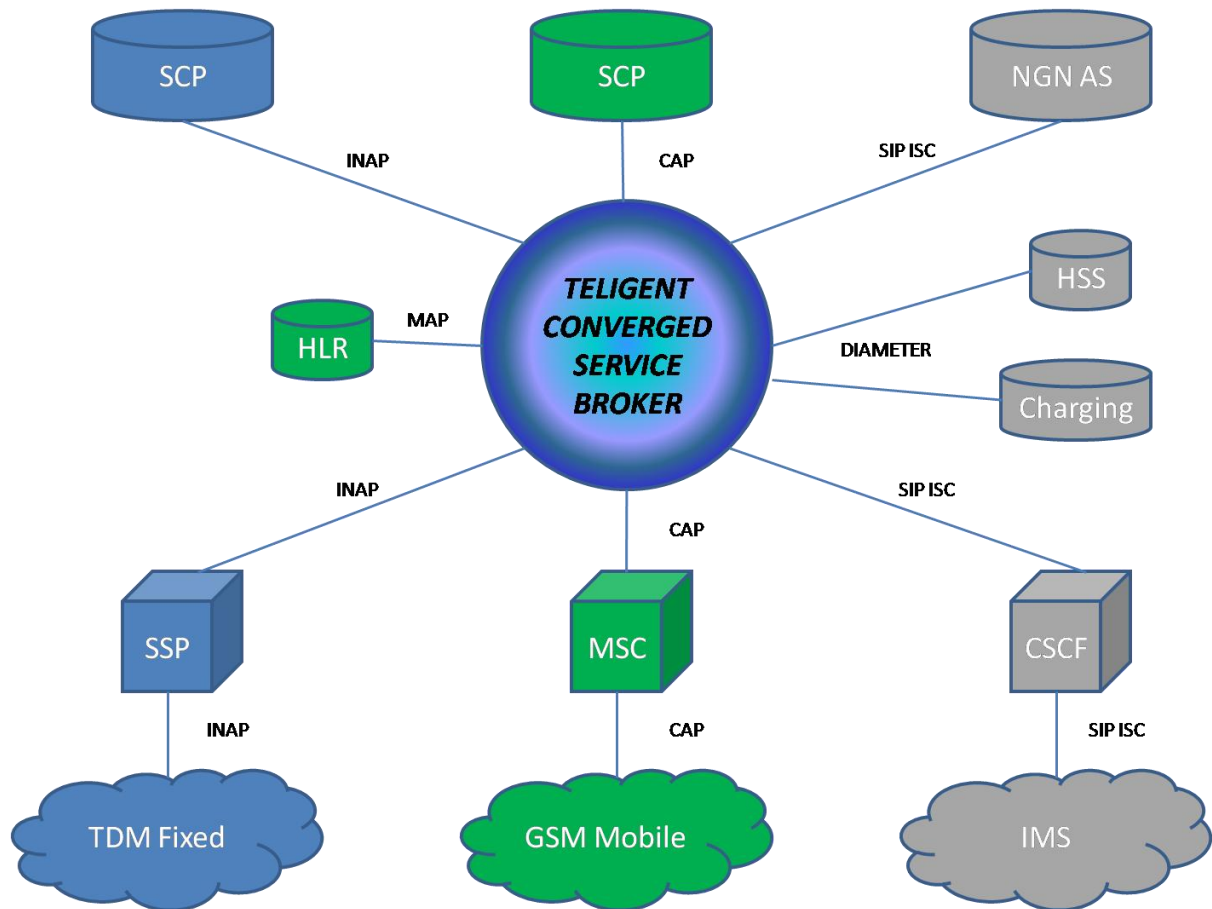 SCP
SCP
NGN AS
INAP
CAP
SIP ISC
TELIGENT
CONVERGED
SERVICE
BROKER
HSS
MAP
HLR
DIAMETER
Charging
INAP
CAP
SIP ISC
SSP
MSC
CSCF
INAP
CAP
SIP ISC
TDM Fixed
GSM Mobile
IMS